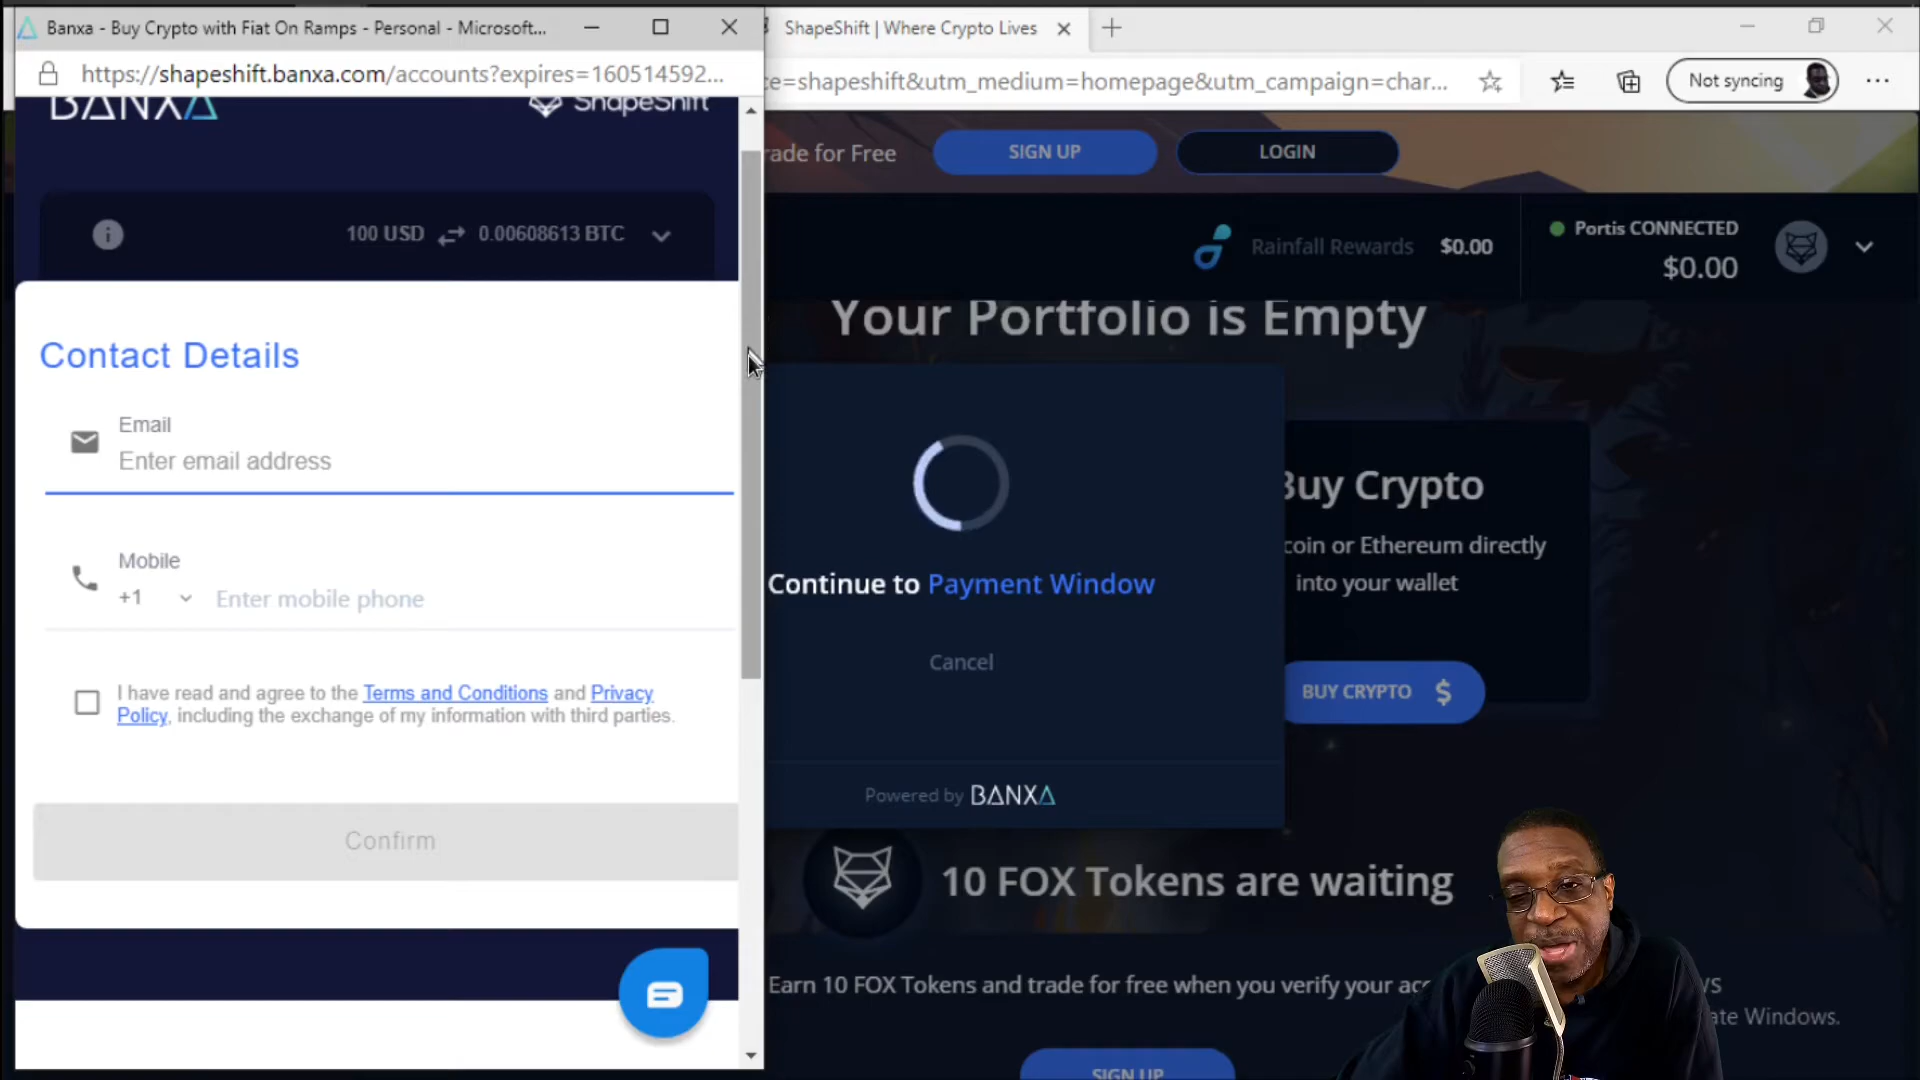 Banxa - Buy Crypto with Fiat On Ramps - Personal - Microsoft...
https://shapeshift.banxa.com/accounts?expires=160514592...
BANXA
ShapeShift
100 USD
0.00608613 BTC
Contact Details
Email
Enter email address
Mobile
+1
Enter mobile phone
I have read and agree to the Terms and Conditions and Privacy
Policy, including the exchange of my information with third parties.
Confirm
ShapeShift | Where Crypto Lives
ce=shapeshift&utm_medium=homepage&utm_campaign=char...
Not syncing
rade for Free
SIGN UP
LOGIN
Rainfall Rewards
$0.00
Portis CONNECTED
$0.00
Your Portfolio is Empty
Continue to Payment Window
Cancel
Powered by BANXA
Buy Crypto
coin or Ethereum directly
into your wallet
BUY CRYPTO $
10 FOX Tokens are waiting
Earn 10 FOX Tokens and trade for free when you verify your acc
ate Windows.
SIGN UP